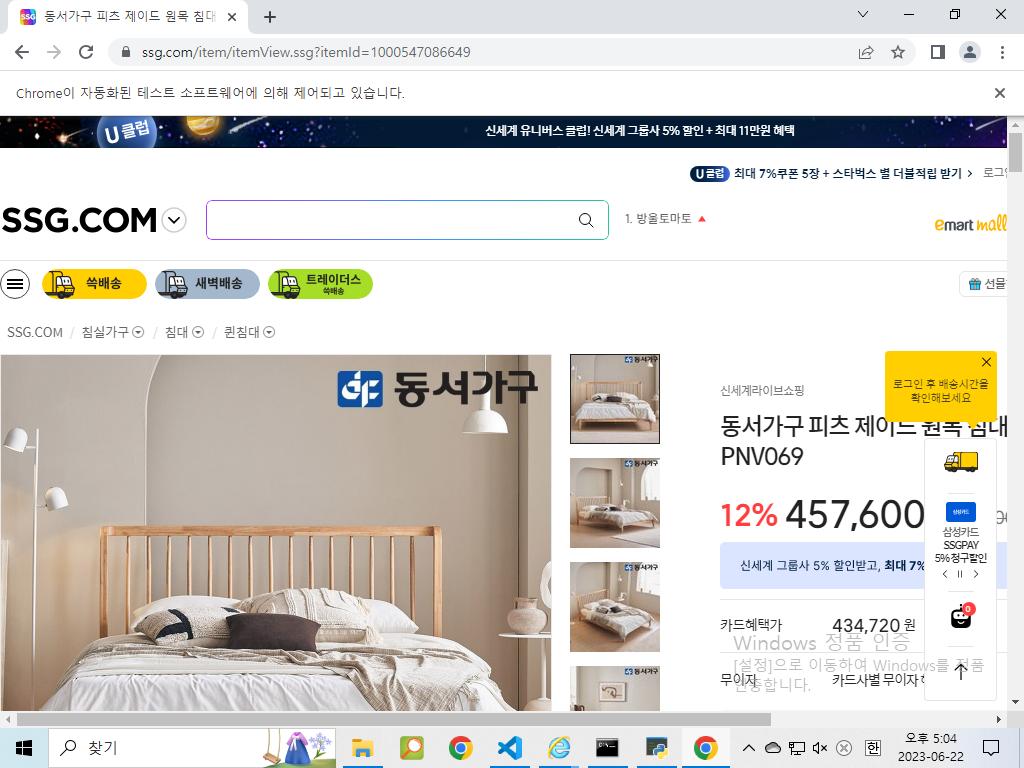 동서가구 피츠 제이드 원목 침대
ssg.com/item/itemView.ssg?itemId=1000547086649
Chrome이 자동화된 테스트 소프트웨어에 의해 제어되고 있습니다.
U 클럽
신세계 유니버스 클럽! 신세계 그룹사 5% 할인 + 최대 11만원 혜택
U 클럽 최대 7%쿠폰 5장 + 스타벅스 별 더블적립 받기 >
SSG.COM
1. 방울토마토
emart mall
쓱배송
새벽배송
트레이더스
쓱배송
선물
SSG.COM / 침실가구 / 침대 / 퀸침대
동서가구
로그인 후 배송시간을
확인해보세요
신세계라이브쇼핑
동서가구 피츠 제이드 원목 침대
PNV069
12% 457,600
신세계 그룹사 5% 할인받고, 최대 7%
삼성카드
삼성카드
SSGPAY
5% 청구할인
0
카드혜택가 434,720 원
무이자 카드사별 무이자
Windows 정품 인증
[설정]으로 이동하여 Windows를 정품
인증합니다.
찾기
한
오후 5:04
2023-06-22